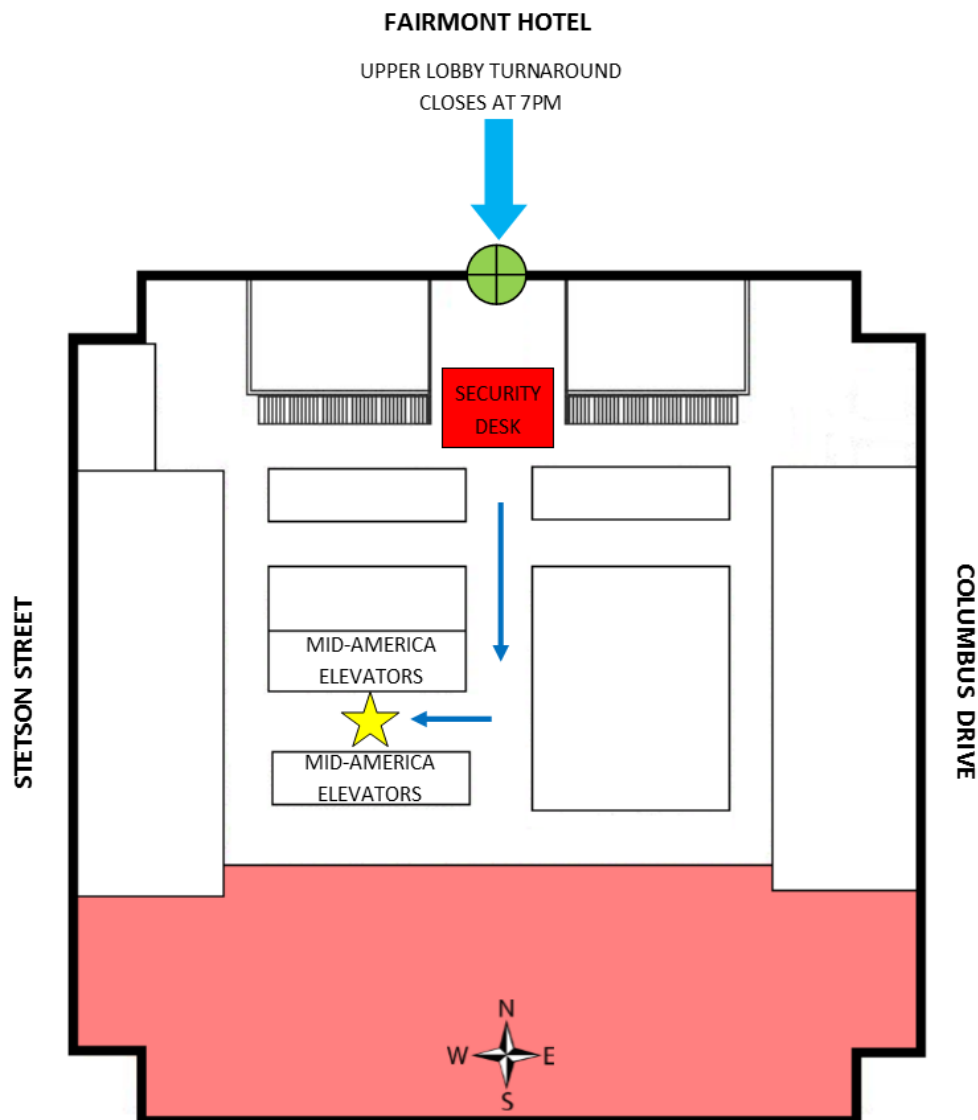 FAIRMONT HOTEL
UPPER LOBBY TURNAROUND
CLOSES AT 7PM
SECURITY
DESK
MID-AMERICA
ELEVATORS
MID-AMERICA
ELEVATORS
STETSON STREET
COLUMBUS DRIVE
N
W E
S